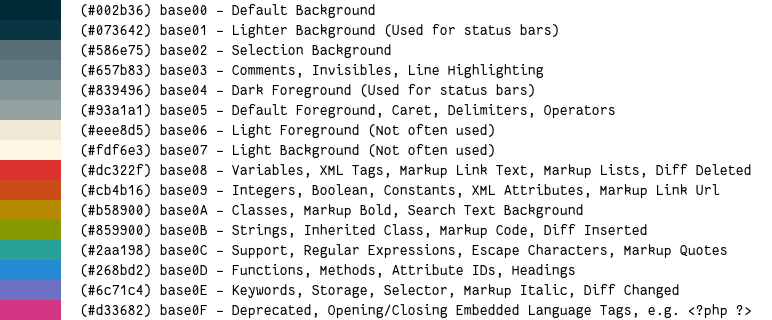 (#002b36) base00 - Default Background
(#073642) base01 - Lighter Background (Used for status bars)
(#586e75) base02 - Selection Background
(#657b83) base03 - Comments, Invisibles, Line Highlighting
(#839496) base04 - Dark Foreground (Used for status bars)
(#93a1a1) base05 - Default Foreground, Caret, Delimiters, Operators
(#eee8d5) base06 - Light Foreground (Not often used)
(#fdf6e3) base07 - Light Background (Not often used)
(#dc322f) base08 - Variables, XML Tags, Markup Link Text, Markup Lists, Diff Deleted
(#cb4b16) base09 - Integers, Boolean, Constants, XML Attributes, Markup Link Url
(#b58900) base0A - Classes, Markup Bold, Search Text Background
(#859900) base0B - Strings, Inherited Class, Markup Code, Diff Inserted
(#2aa198) base0C - Support, Regular Expressions, Escape Characters, Markup Quotes
(#268bd2) base0D - Functions, Methods, Attribute IDs, Headings
(#6c71c4) base0E - Keywords, Storage, Selector, Markup Italic, Diff Changed
(#d33682) base0F - Deprecated, Opening/Closing Embedded Language Tags, e.g. <?php ?>